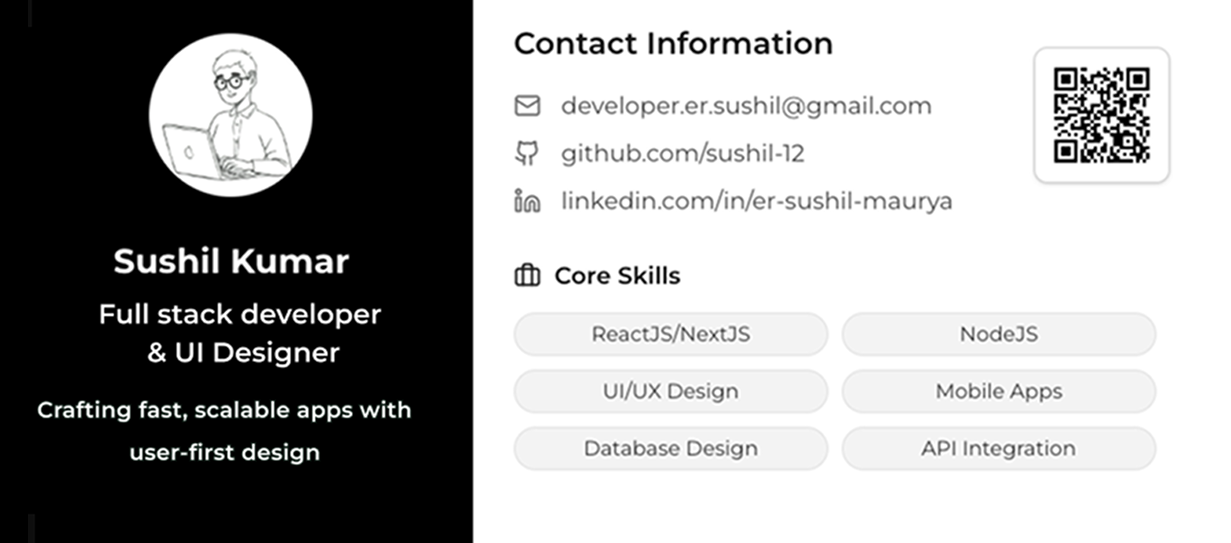 Sushil Kumar
Full stack developer
& UI Designer
Crafting fast, scalable apps with
user-first design
Contact Information
developer.er.sushil@gmail.com
github.com/sushil-12
linkedin.com/in/er-sushil-maurya
Core Skills
ReactJS/NextJS
NodeJS
UI/UX Design
Mobile Apps
Database Design
API Integration